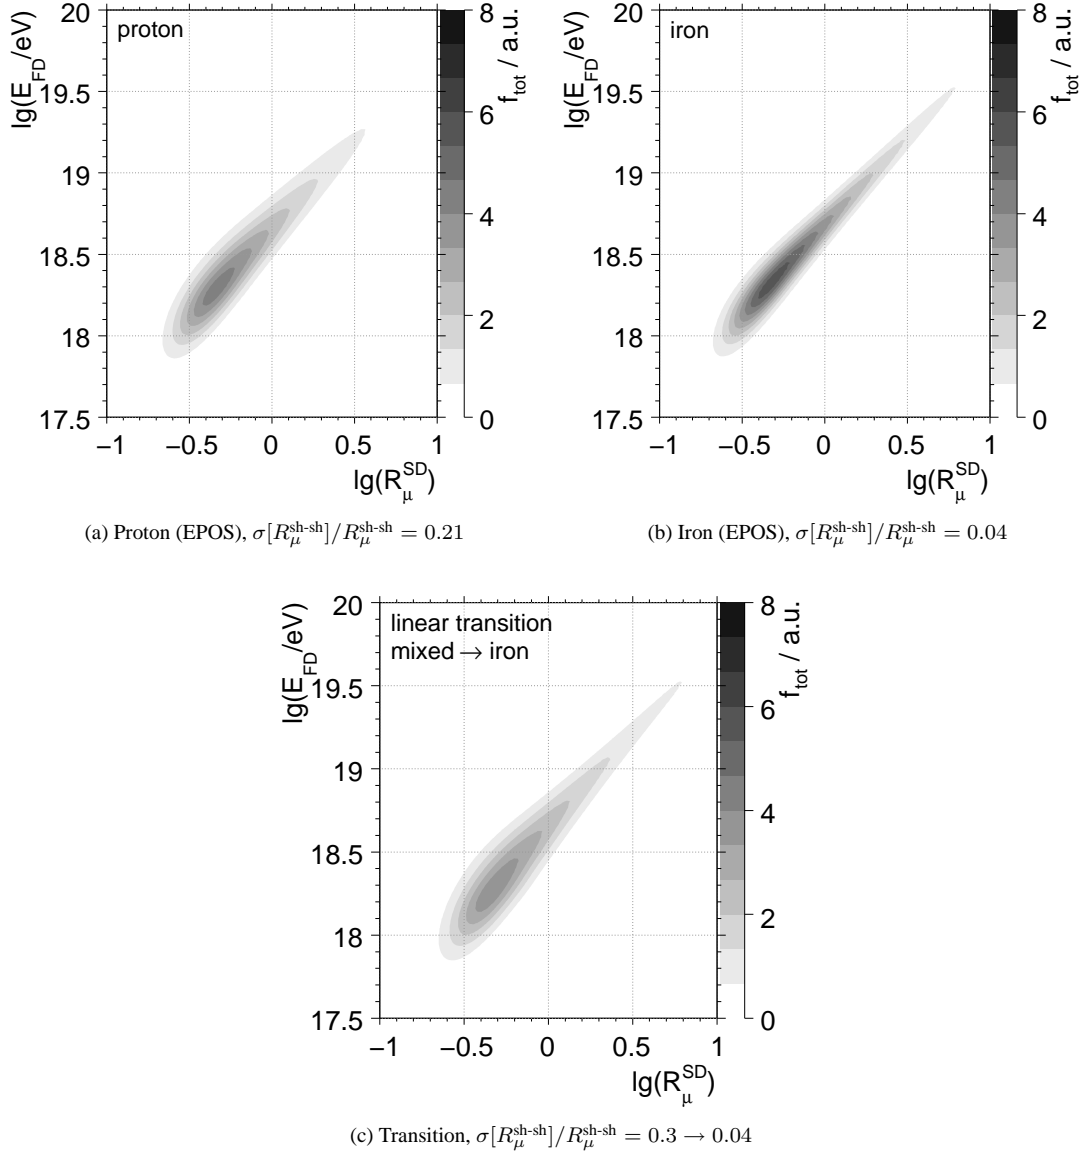 proton
lg(E_FD/eV)
20
19.5
19
18.5
18
17.5
−1 −0.5 0 0.5 1
lg(R_μ^SD)
8
6
4
2
0
f_tot / a.u.
(a) Proton (EPOS), σ[R_μ^sh-sh]/R_μ^sh-sh = 0.21
iron
lg(E_FD/eV)
20
19.5
19
18.5
18
17.5
−1 −0.5 0 0.5 1
lg(R_μ^SD)
8
6
4
2
0
f_tot / a.u.
(b) Iron (EPOS), σ[R_μ^sh-sh]/R_μ^sh-sh = 0.04
linear transition
mixed → iron
lg(E_FD/eV)
20
19.5
19
18.5
18
17.5
−1 −0.5 0 0.5 1
lg(R_μ^SD)
8
6
4
2
0
f_tot / a.u.
(c) Transition, σ[R_μ^sh-sh]/R_μ^sh-sh = 0.3 → 0.04